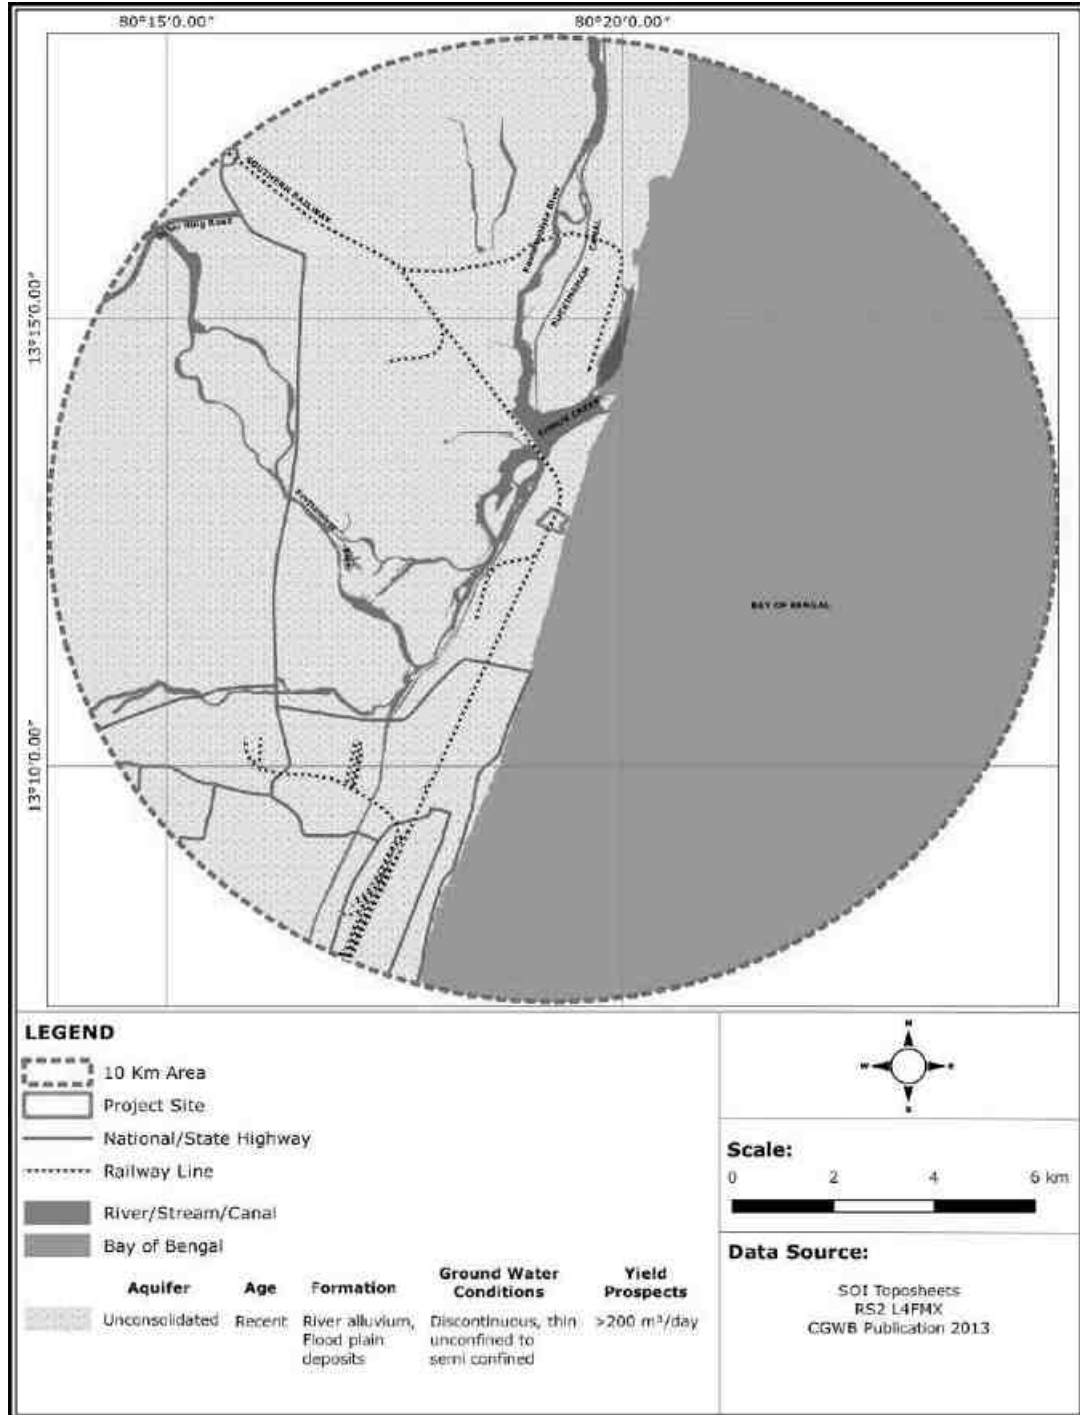 80°15'0.00"
80°20'0.00"
SOUTHERN RAILWAY
Ring Road
River
CANAL
BUCKINGHAM
13°15'0.00"
ENNORE CREEK
River
BAY OF BENGAL
13°10'0.00"
LEGEND
10 Km Area
Project Site
National/State Highway
Railway Line
River/Stream/Canal
Bay of Bengal
Aquifer Age Formation Ground Water Conditions Yield Prospects
Unconsolidated Recent River alluvium, Flood plain deposits Discontinuous, thin unconfined to semi confined >200 m³/day
N
W E
S
Scale:
0 2 4 6 km
Data Source:
SOI Toposheets
RS2 L4FMX
CGWB Publication 2013